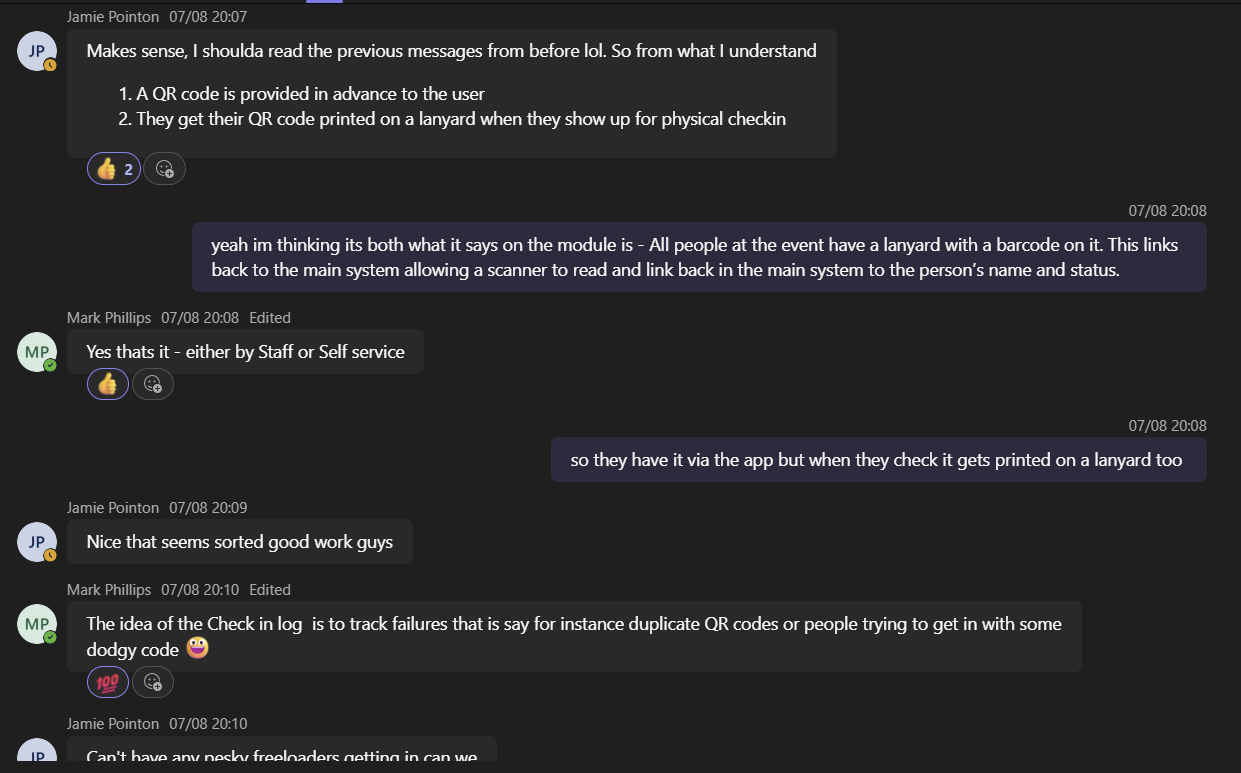 Jamie Pointon 07/08 20:07
JP
Makes sense, I shoulda read the previous messages from before lol. So from what I understand
1. A QR code is provided in advance to the user
2. They get their QR code printed on a lanyard when they show up for physical checkin
👍 2
07/08 20:08
yeah im thinking its both what it says on the module is - All people at the event have a lanyard with a barcode on it. This links
back to the main system allowing a scanner to read and link back in the main system to the person’s name and status.
Mark Phillips 07/08 20:08 Edited
MP
Yes thats it - either by Staff or Self service
👍
07/08 20:08
so they have it via the app but when they check it gets printed on a lanyard too
Jamie Pointon 07/08 20:09
JP
Nice that seems sorted good work guys
Mark Phillips 07/08 20:10 Edited
MP
The idea of the Check in log is to track failures that is say for instance duplicate QR codes or people trying to get in with some
dodgy code 😀
💯
Jamie Pointon 07/08 20:10
JP
Can't have any pesky freeloaders getting in can we